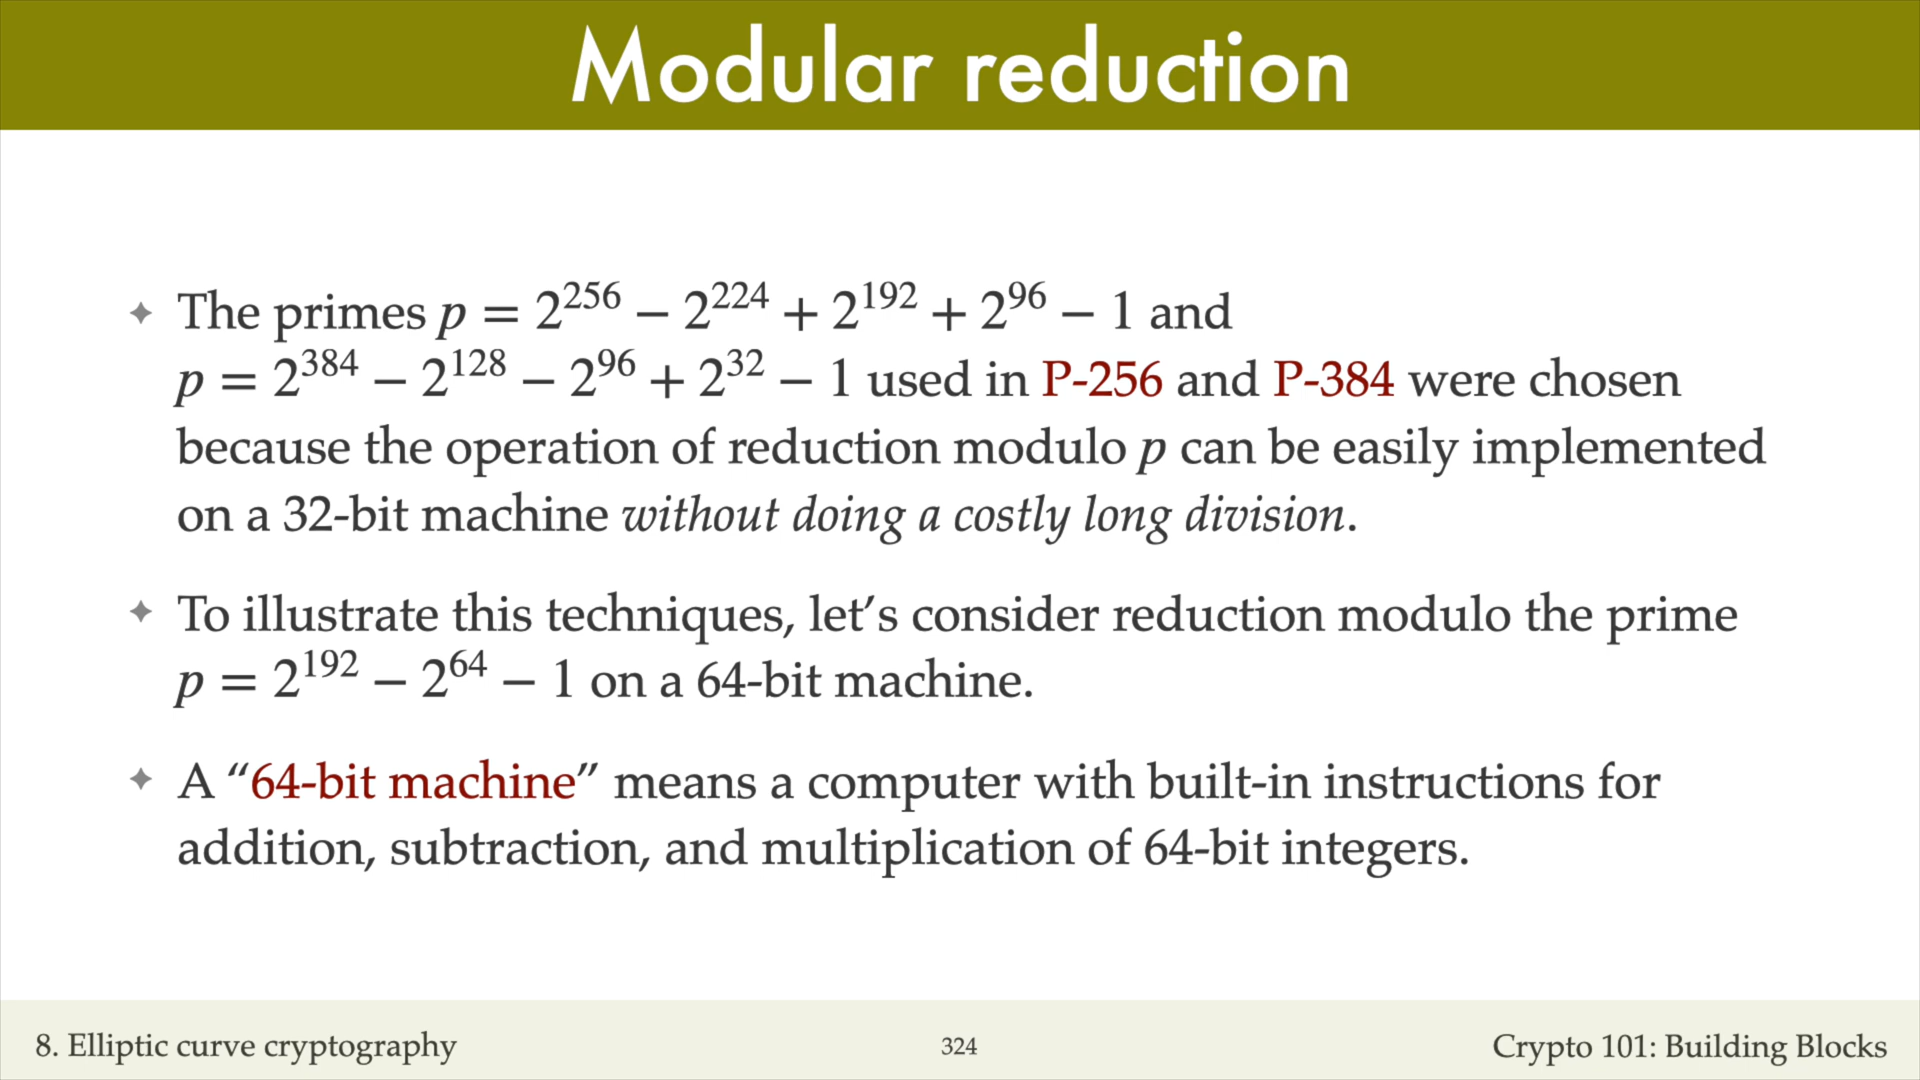 Modular reduction
✦ The primes p = 2²⁵⁶ − 2²²⁴ + 2¹⁹² + 2⁹⁶ − 1 and
p = 2³⁸⁴ − 2¹²⁸ − 2⁹⁶ + 2³² − 1 used in P-256 and P-384 were chosen
because the operation of reduction modulo p can be easily implemented
on a 32-bit machine without doing a costly long division.
✦ To illustrate this techniques, let’s consider reduction modulo the prime
p = 2¹⁹² − 2⁶⁴ − 1 on a 64-bit machine.
✦ A “64-bit machine” means a computer with built-in instructions for
addition, subtraction, and multiplication of 64-bit integers.
8. Elliptic curve cryptography
324
Crypto 101: Building Blocks